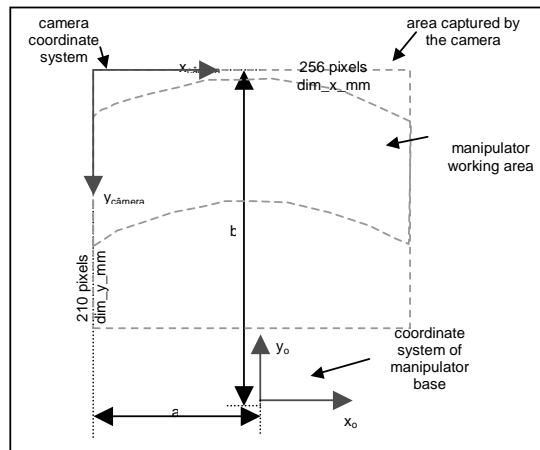 camera
coordinate
system
area captured by
the camera
xcâmera
256 pixels
dim_x_mm
manipulator
working area
ycâmera
b
210 pixels
dim_y_mm
coordinate
system of
manipulator
base
yo
a
xo